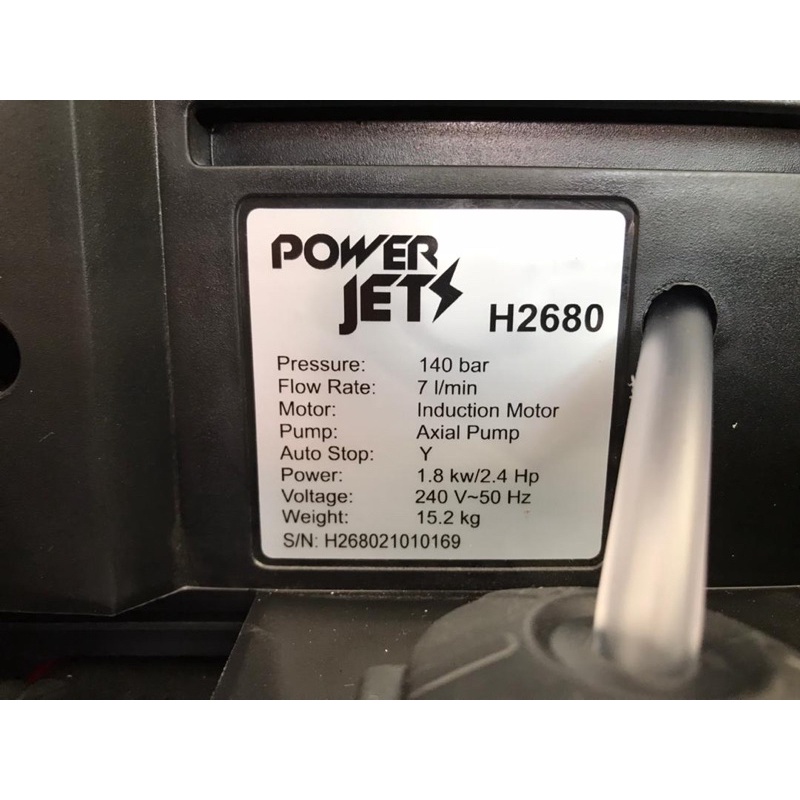 POWER
JET
H2680
Pressure: 140 bar
Flow Rate: 7 l/min
Motor: Induction Motor
Pump: Axial Pump
Auto Stop: Y
Power: 1.8 kw/2.4 Hp
Voltage: 240 V~50 Hz
Weight: 15.2 kg
S/N: H268021010169